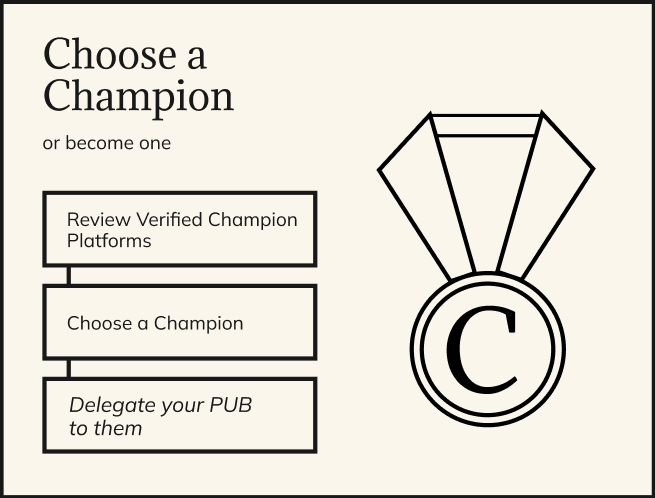 Choose a
Champion
or become one
Review Verified Champion
Platforms
Choose a Champion
Delegate your PUB
to them
C